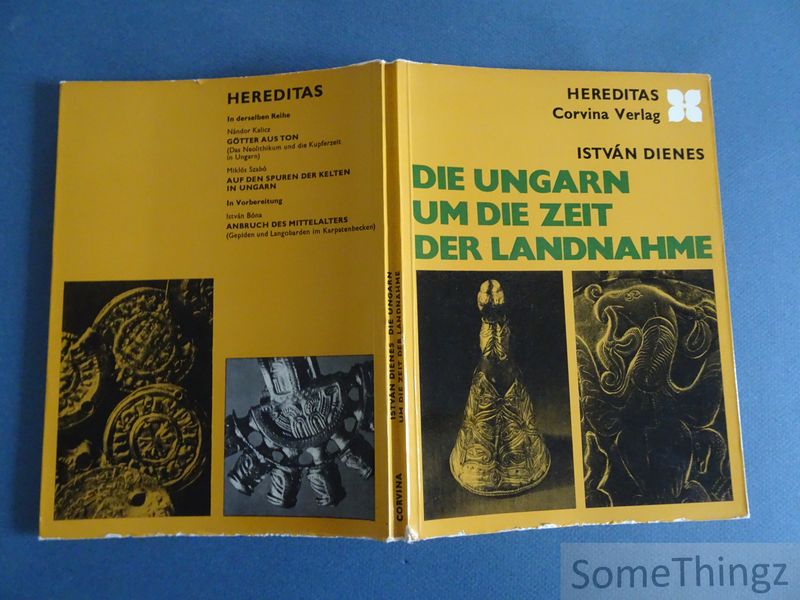 HEREDITAS
In derselben Reihe
Nándor Kalicz
GÖTTER AUS TON
(Das Neolithikum und die Kupferzeit
in Ungarn)
Miklós Szabó
AUF DEN SPUREN DER KELTEN
IN UNGARN
In Vorbereitung
István Bóna
ANBRUCH DES MITTELALTERS
(Gepiden und Langobarden im Karpatenbecken)
ISTVÁN DIENES DIE UNGARN
UM DIE ZEIT DER LANDNAHME
CORVINA
HEREDITAS
Corvina Verlag
ISTVÁN DIENES
DIE UNGARN
UM DIE ZEIT
DER LANDNAHME
SomeThingz